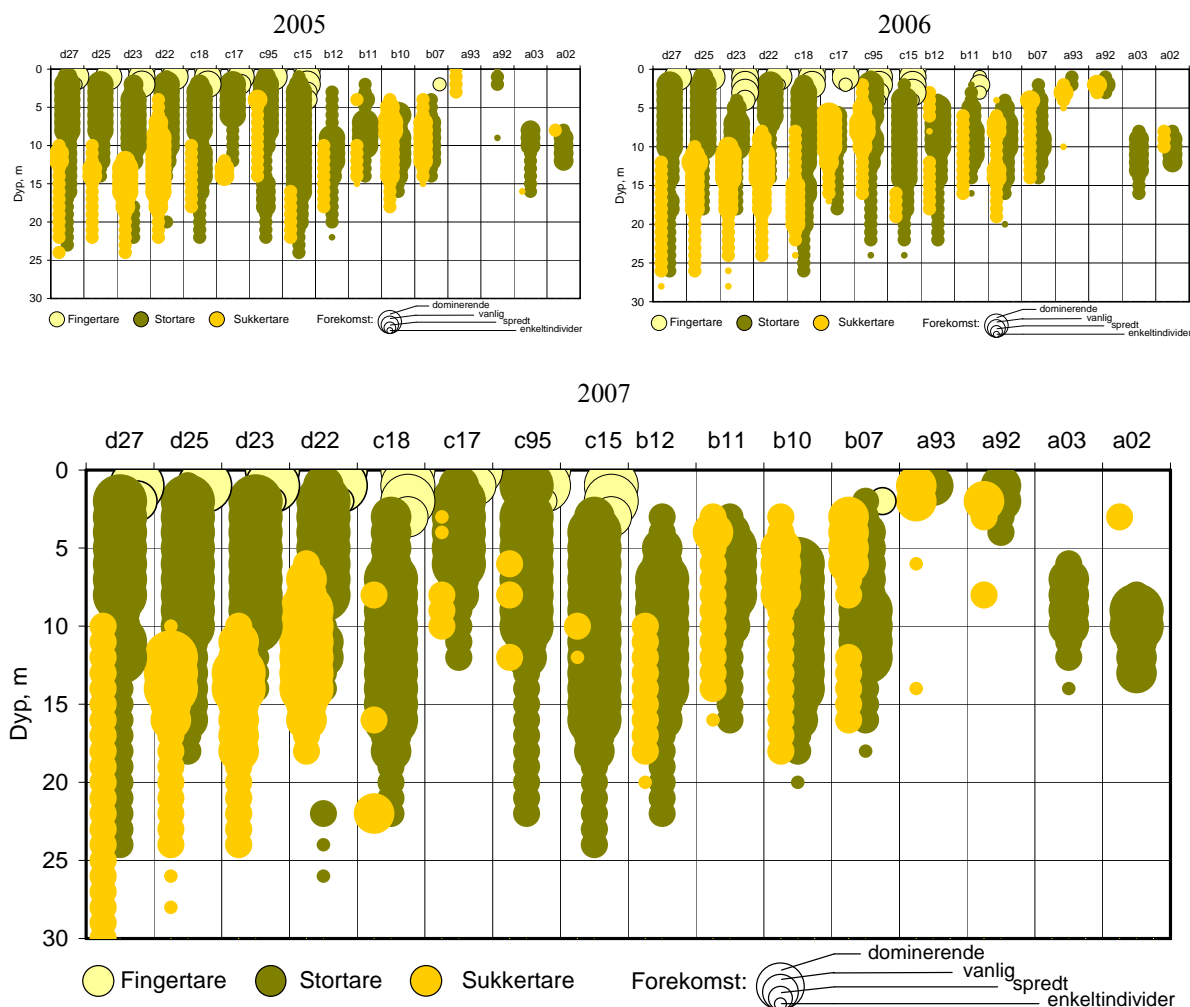 2005
d27 d25 d23 d22 c18 c17 c95 c15 b12 b11 b10 b07 a93 a92 a03 a02
0
5
10
15
20
25
30
Dyp, m
Fingertare Stortare Sukkertare Forekomst: dominerende vanlig spredt enkeltindivider
2006
d27 d25 d23 d22 c18 c17 c95 c15 b12 b11 b10 b07 a93 a92 a03 a02
0
5
10
15
20
25
30
Dyp, m
Fingertare Stortare Sukkertare Forekomst: dominerende vanlig spredt enkeltindivider
2007
d27 d25 d23 d22 c18 c17 c95 c15 b12 b11 b10 b07 a93 a92 a03 a02
0
5
10
15
20
25
30
Dyp, m
Fingertare Stortare Sukkertare Forekomst: dominerende vanlig spredt enkeltindivider